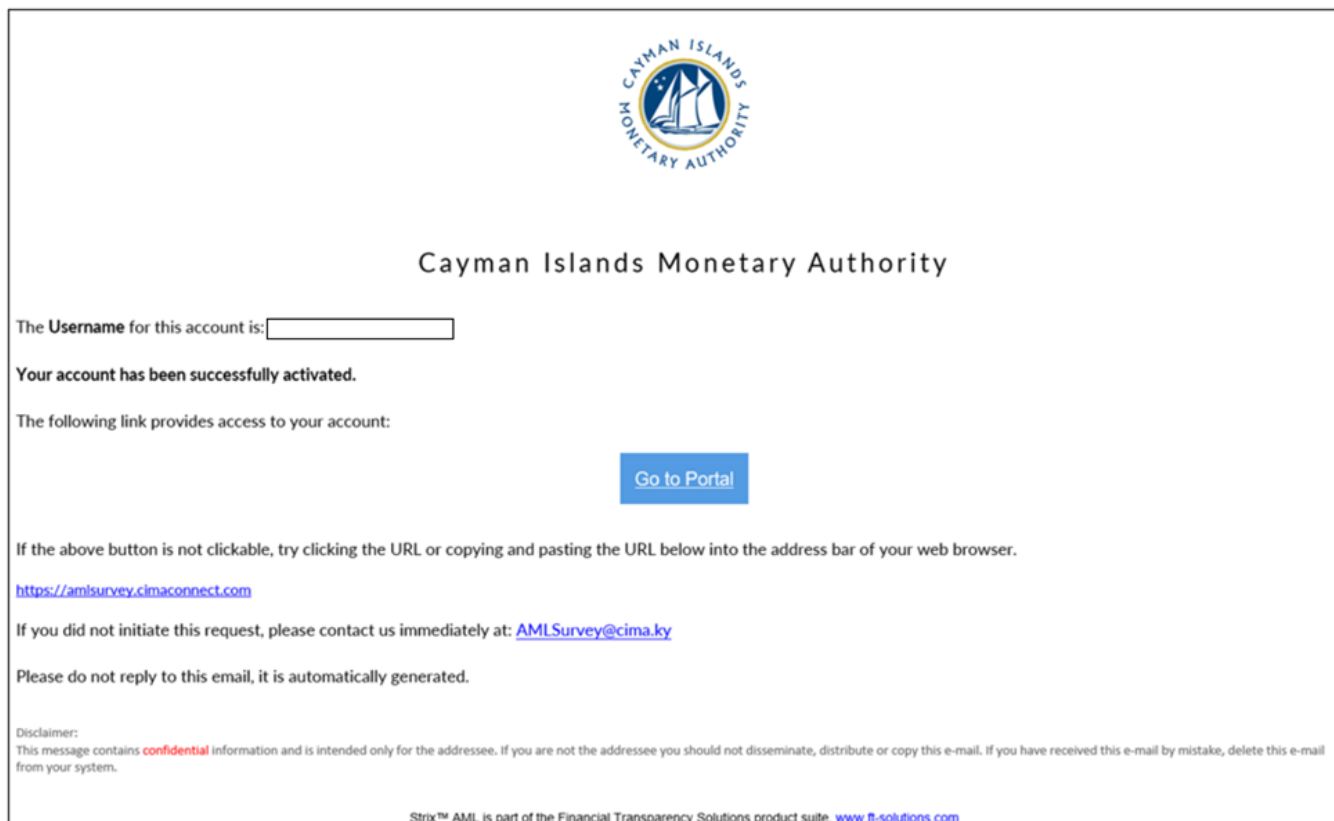 CAYMAN ISLANDS
MONETARY AUTHORITY
Cayman Islands Monetary Authority
The Username for this account is:
Your account has been successfully activated.
The following link provides access to your account:
Go to Portal
If the above button is not clickable, try clicking the URL or copying and pasting the URL below into the address bar of your web browser.
https://amlsurvey.cimaconnect.com
If you did not initiate this request, please contact us immediately at: AMLSurvey@cima.ky
Please do not reply to this email, it is automatically generated.
Disclaimer:
This message contains confidential information and is intended only for the addressee. If you are not the addressee you should not disseminate, distribute or copy this e-mail. If you have received this e-mail by mistake, delete this e-mail
from your system.
Strix™ AML is part of the Financial Transparency Solutions product suite. www.ft-solutions.com